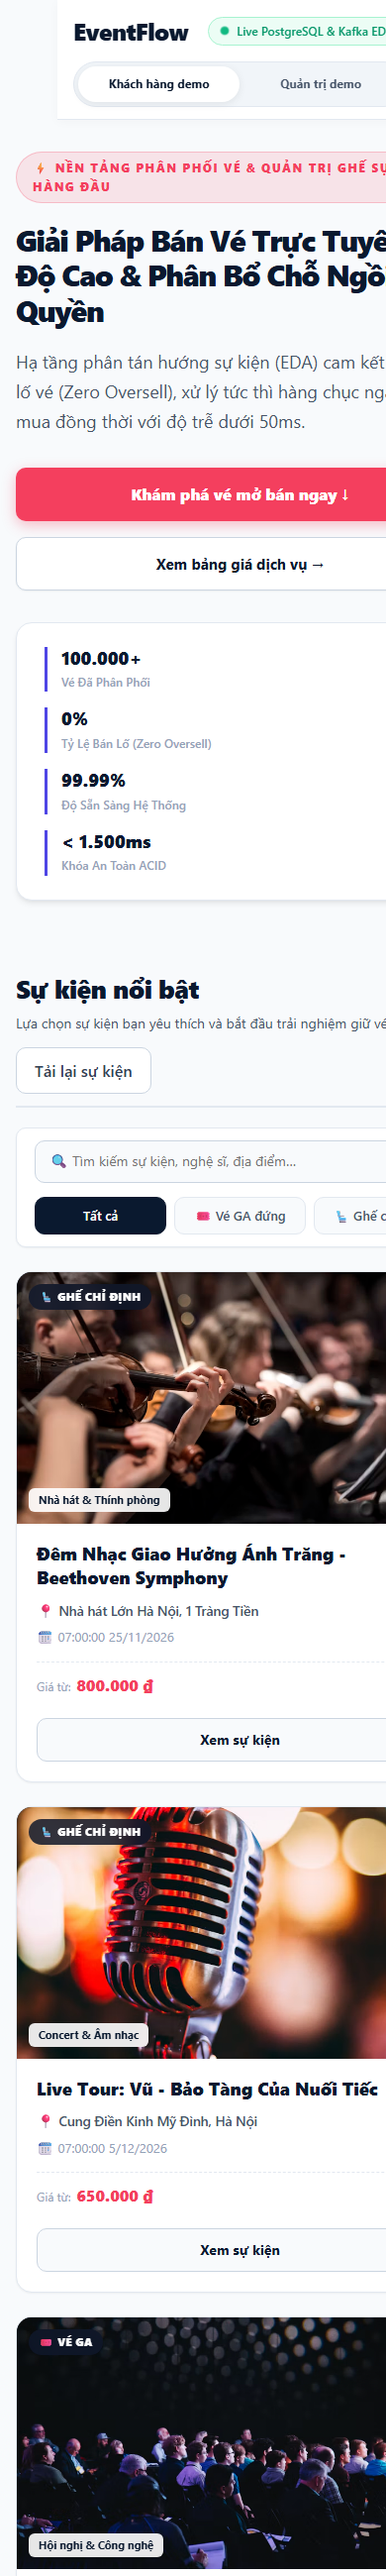 EventFlow
Live PostgreSQL & Kafka ED
Khách hàng demo
Quản trị demo
NỀN TẢNG PHÂN PHỐI VÉ & QUẢN TRỊ GHẾ SỰ
HÀNG ĐẦU
Giải Pháp Bán Vé Trực Tuyế
Độ Cao & Phân Bổ Chỗ Ngồ
Quyền
Hạ tầng phân tán hướng sự kiện (EDA) cam kết
lố vé (Zero Oversell), xử lý tức thì hàng chục ng
mua đồng thời với độ trễ dưới 50ms.
Khám phá vé mở bán ngay ↓
Xem bảng giá dịch vụ →
100.000+
Vé Đã Phân Phối
0%
Tỷ Lệ Bán Lố (Zero Oversell)
99.99%
Độ Sẵn Sàng Hệ Thống
< 1.500ms
Khóa An Toàn ACID
Sự kiện nổi bật
Lựa chọn sự kiện bạn yêu thích và bắt đầu trải nghiệm giữ vé
Tải lại sự kiện
Tìm kiếm sự kiện, nghệ sĩ, địa điểm...
Tất cả
Vé GA đứng
Ghế c
GHẾ CHỈ ĐỊNH
Nhà hát & Thính phòng
Đêm Nhạc Giao Hưởng Ánh Trăng -
Beethoven Symphony
Nhà hát Lớn Hà Nội, 1 Tràng Tiền
07:00:00 25/11/2026
Giá từ: 800.000 ₫
Xem sự kiện
GHẾ CHỈ ĐỊNH
Concert & Âm nhạc
Live Tour: Vũ - Bảo Tàng Của Nuối Tiếc
Cung Điền Kinh Mỹ Đình, Hà Nội
07:00:00 5/12/2026
Giá từ: 650.000 ₫
Xem sự kiện
VÉ GA
Hội nghị & Công nghệ